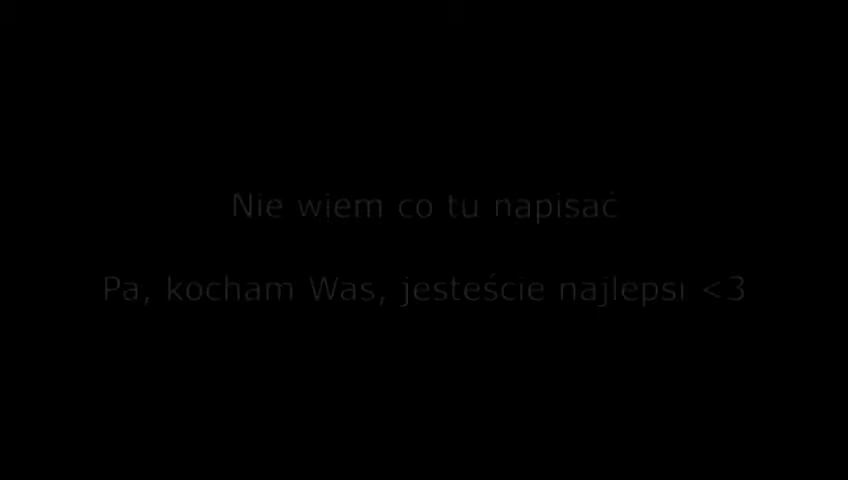 Nie wiem co tu napisać
Pa, kocham Was, jesteście najlepsi <3